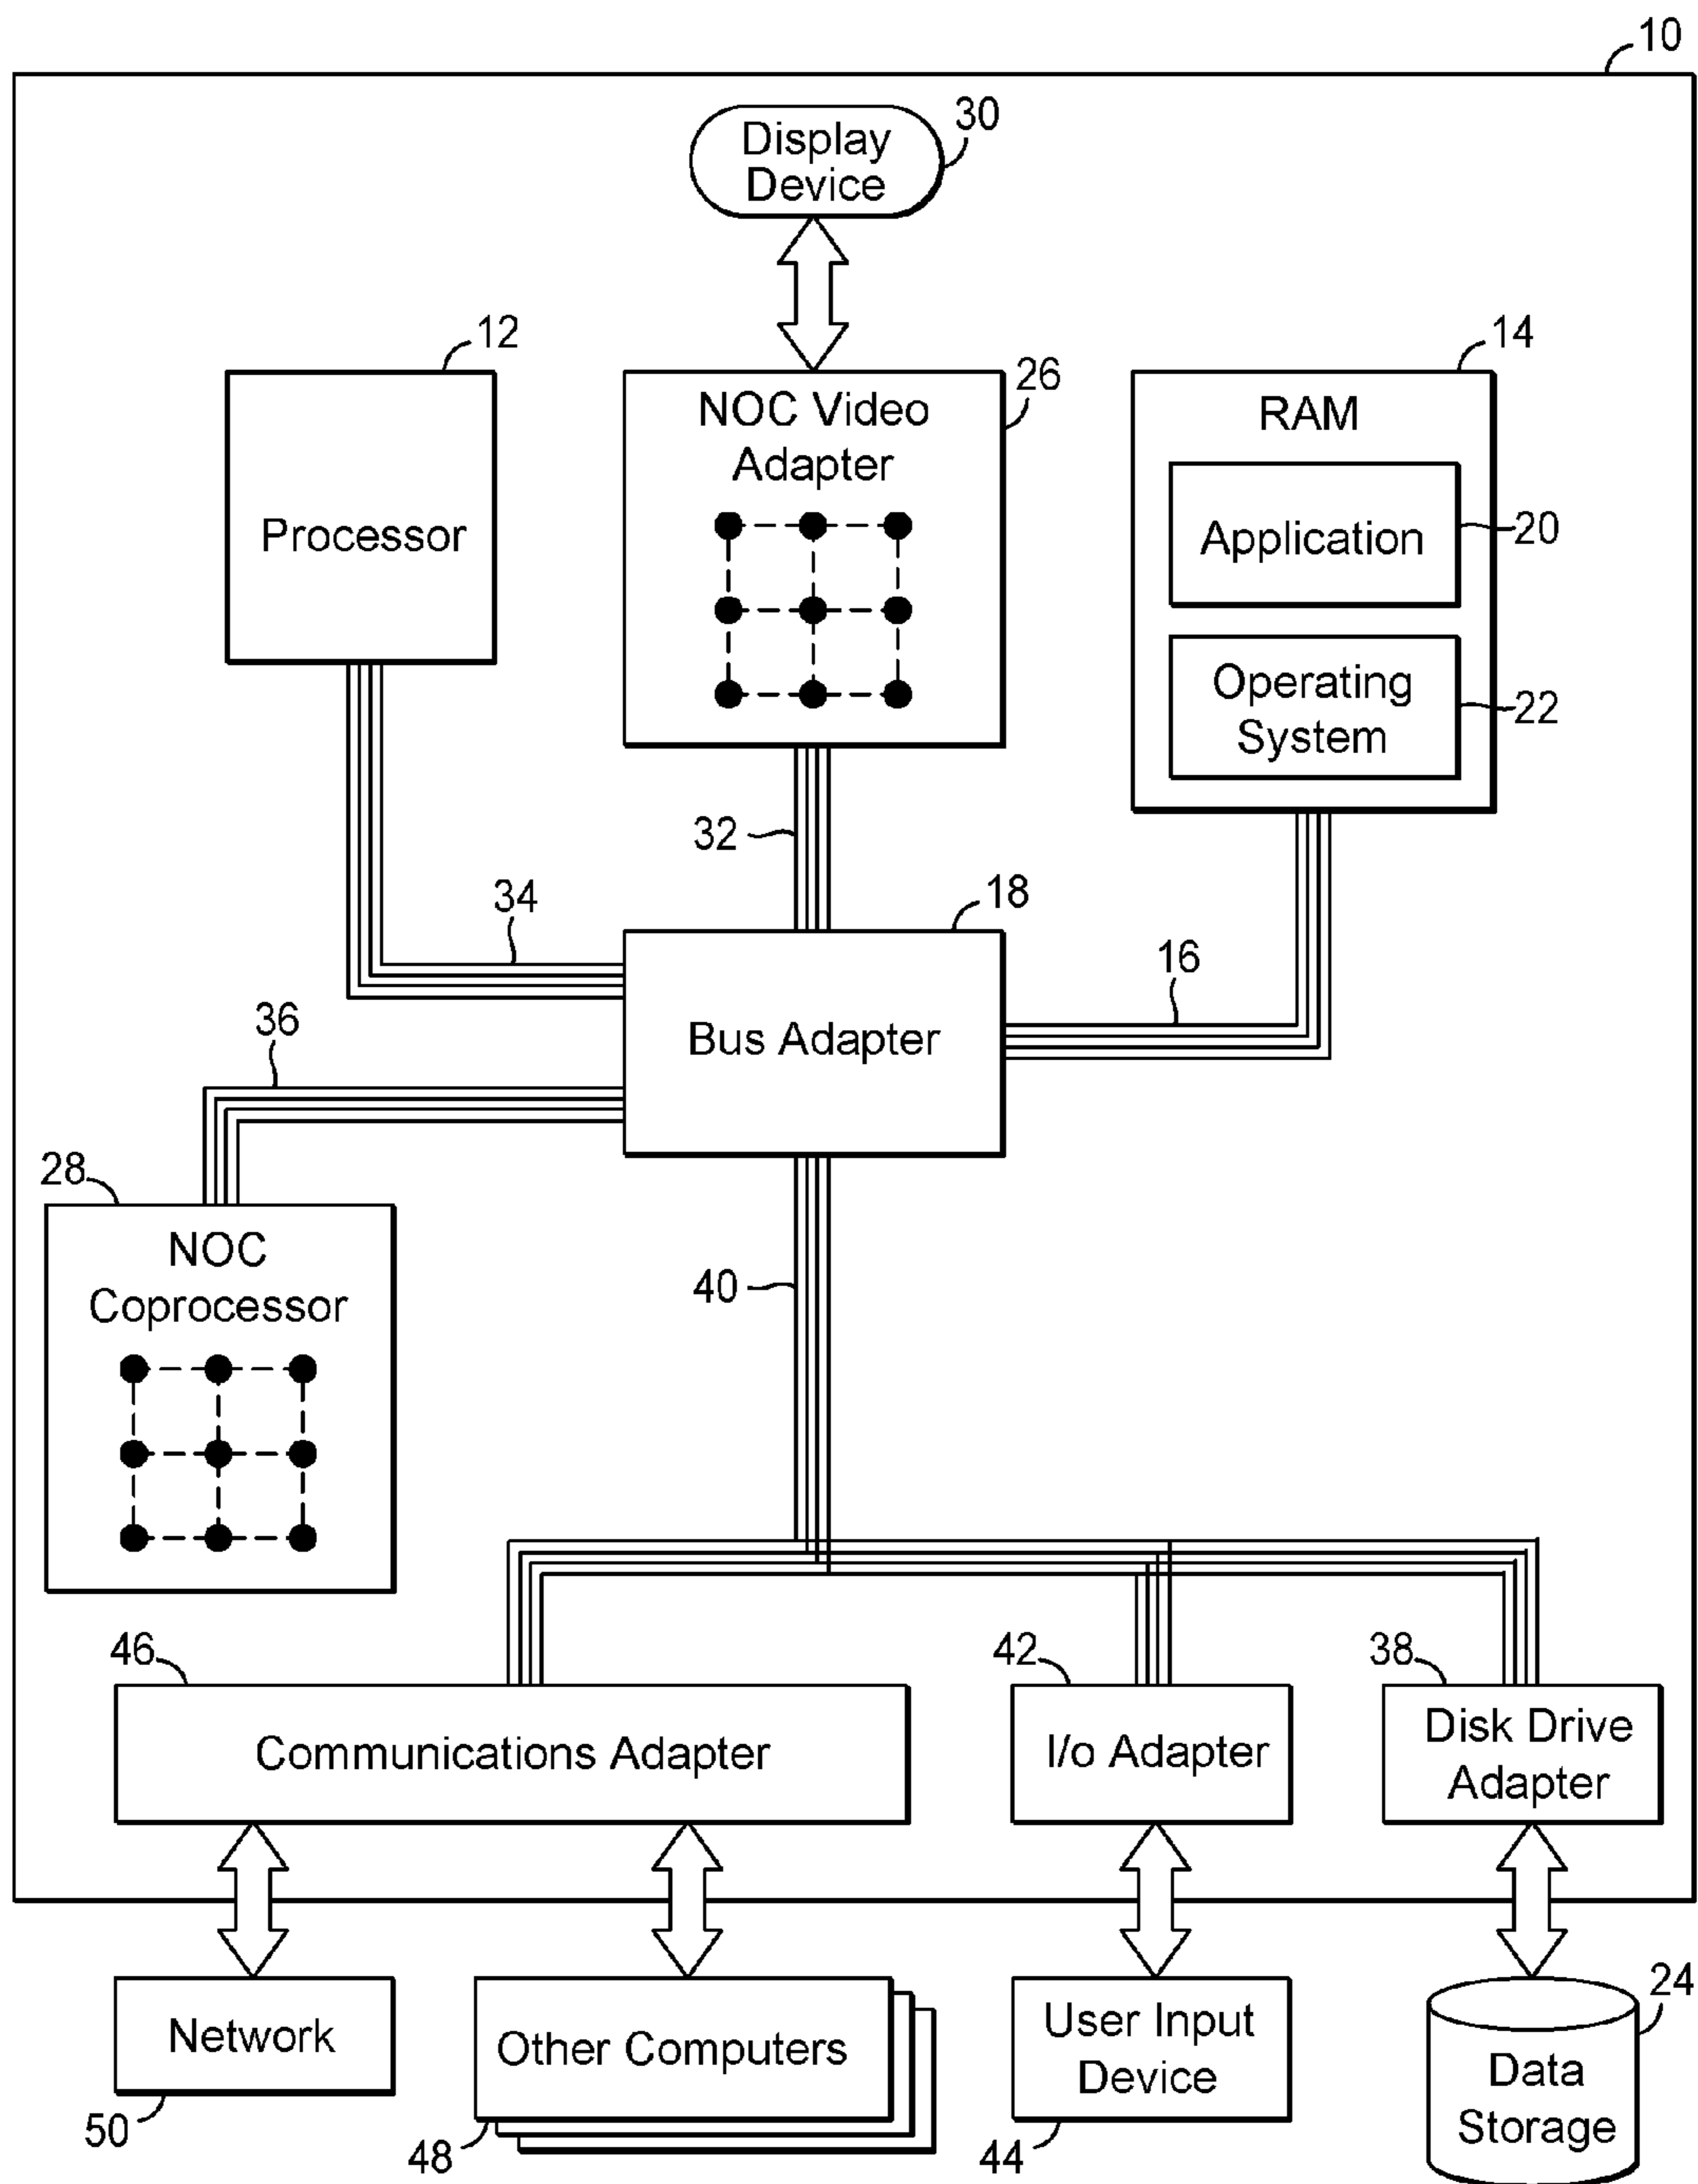 10
Display
Device
30
12
Processor
NOC Video
Adapter
26
14
RAM
Application
20
Operating
System
22
32
34
18
Bus Adapter
16
36
28
NOC
Coprocessor
40
46
Communications Adapter
42
I/o Adapter
38
Disk Drive
Adapter
Network
50
Other Computers
48
User Input
Device
44
24
Data
Storage